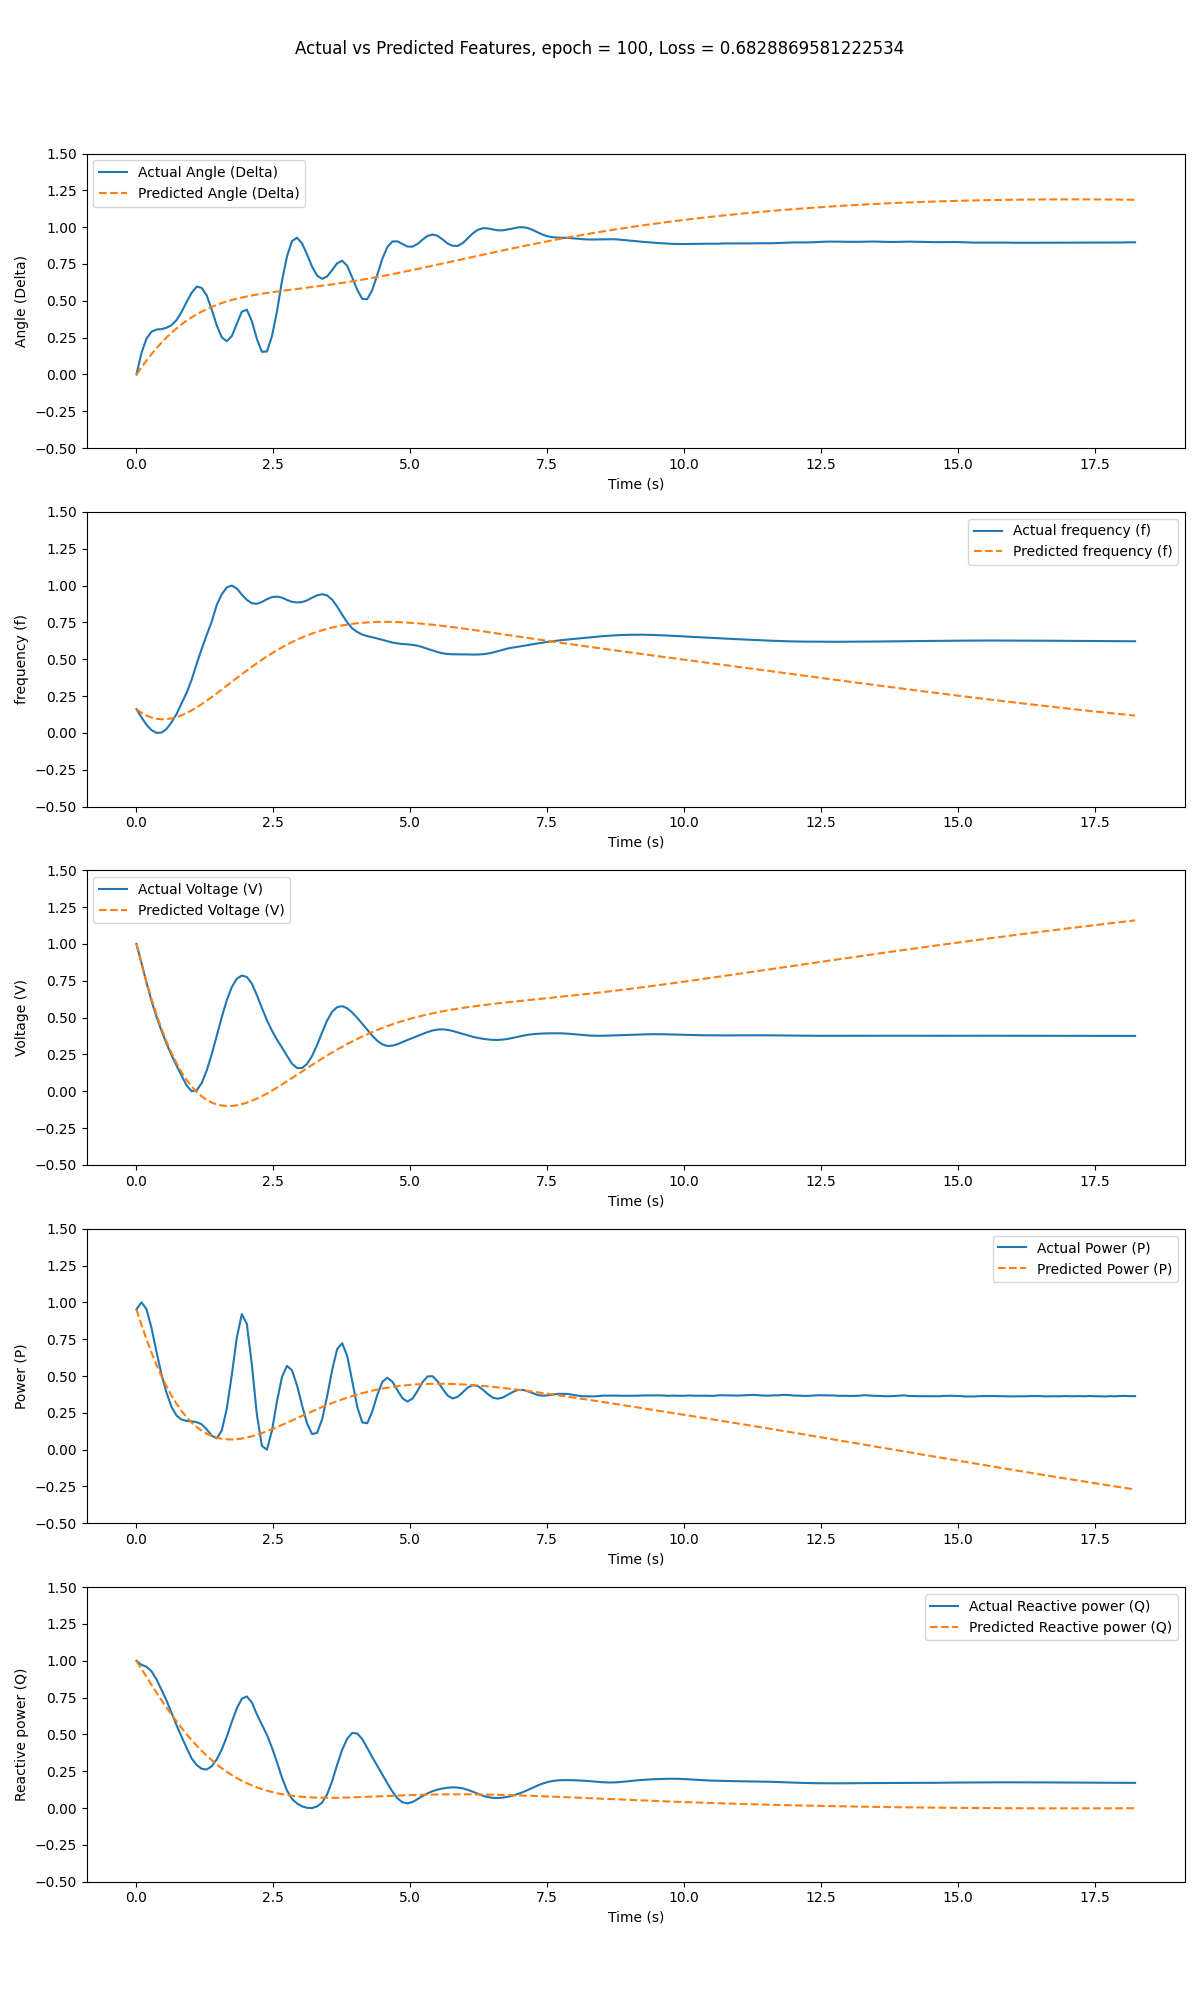 Actual vs Predicted Features, epoch = 100, Loss = 0.6828869581222534
1.50
1.25
1.00
0.75
0.50
0.25
0.00
−0.25
−0.50
Angle (Delta)
Actual Angle (Delta)
Predicted Angle (Delta)
0.0 2.5 5.0 7.5 10.0 12.5 15.0 17.5
Time (s)
1.50
1.25
1.00
0.75
0.50
0.25
0.00
−0.25
−0.50
frequency (f)
Actual frequency (f)
Predicted frequency (f)
0.0 2.5 5.0 7.5 10.0 12.5 15.0 17.5
Time (s)
1.50
1.25
1.00
0.75
0.50
0.25
0.00
−0.25
−0.50
Voltage (V)
Actual Voltage (V)
Predicted Voltage (V)
0.0 2.5 5.0 7.5 10.0 12.5 15.0 17.5
Time (s)
1.50
1.25
1.00
0.75
0.50
0.25
0.00
−0.25
−0.50
Power (P)
Actual Power (P)
Predicted Power (P)
0.0 2.5 5.0 7.5 10.0 12.5 15.0 17.5
Time (s)
1.50
1.25
1.00
0.75
0.50
0.25
0.00
−0.25
−0.50
Reactive power (Q)
Actual Reactive power (Q)
Predicted Reactive power (Q)
0.0 2.5 5.0 7.5 10.0 12.5 15.0 17.5
Time (s)